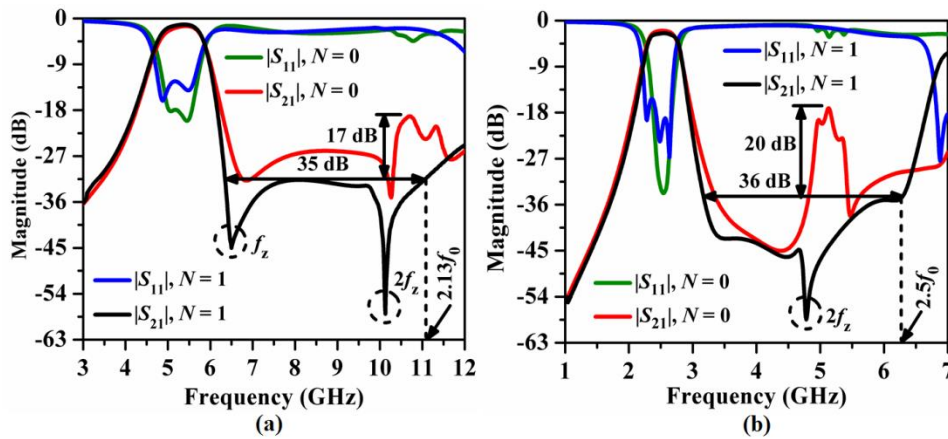 0
-9
-18
-27
-36
-45
-54
-63
Magnitude (dB)
|S11|, N = 0
|S21|, N = 0
17 dB
35 dB
fz
2fz
2.13f0
|S11|, N = 1
|S21|, N = 1
3 4 5 6 7 8 9 10 11 12
Frequency (GHz)
(a)
0
-9
-18
-27
-36
-45
-54
-63
Magnitude (dB)
|S11|, N = 1
|S21|, N = 1
20 dB
36 dB
|S11|, N = 0
|S21|, N = 0
2fz
2.5f0
1 2 3 4 5 6 7
Frequency (GHz)
(b)